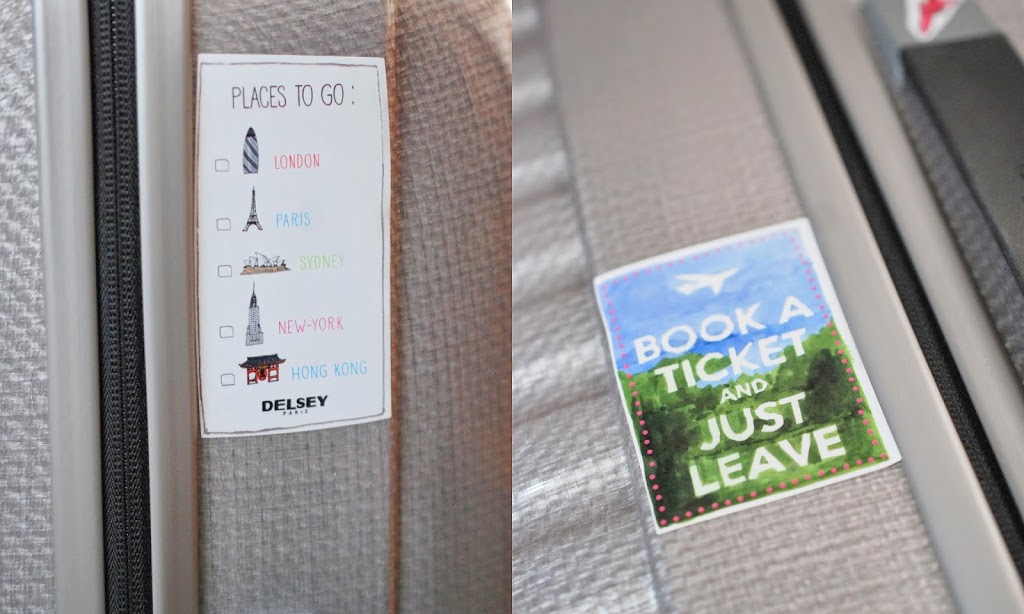 PLACES TO GO :
LONDON
PARIS
SYDNEY
NEW-YORK
HONG KONG
DELSEY
PARIS
BOOK A
TICKET
AND
JUST
LEAVE